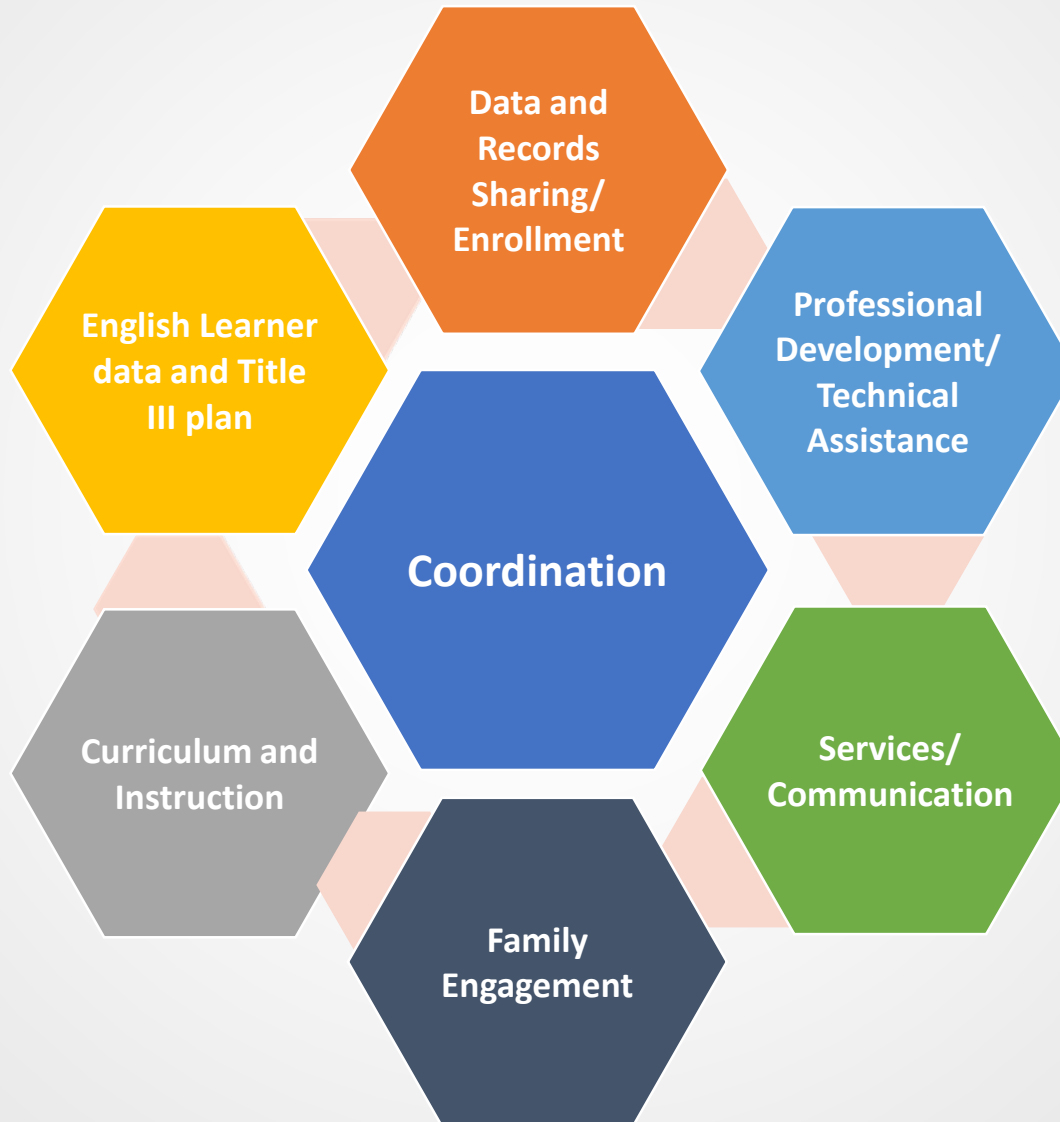 Data and
Records
Sharing/
Enrollment
English Learner
data and Title
III plan
Professional
Development/
Technical
Assistance
Coordination
Curriculum and
Instruction
Services/
Communication
Family
Engagement